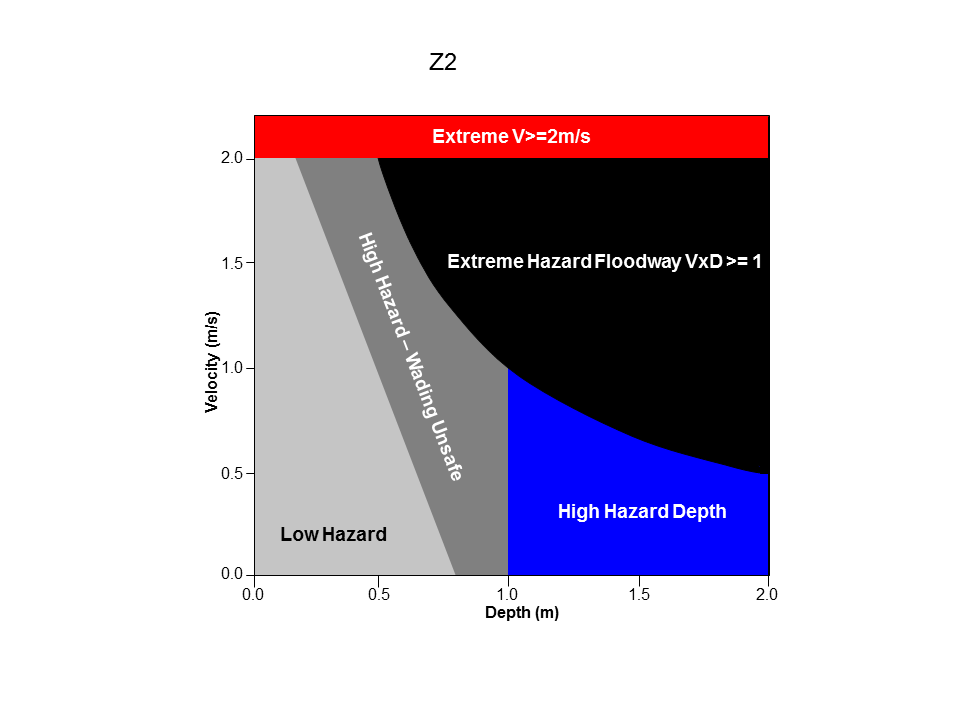 Z2
Extreme V>=2m/s
2.0
1.5
1.0
0.5
0.0
Velocity (m/s)
High Hazard – Wading Unsafe
Extreme Hazard Floodway VxD >= 1
High Hazard Depth
Low Hazard
0.0 0.5 1.0 1.5 2.0
Depth (m)